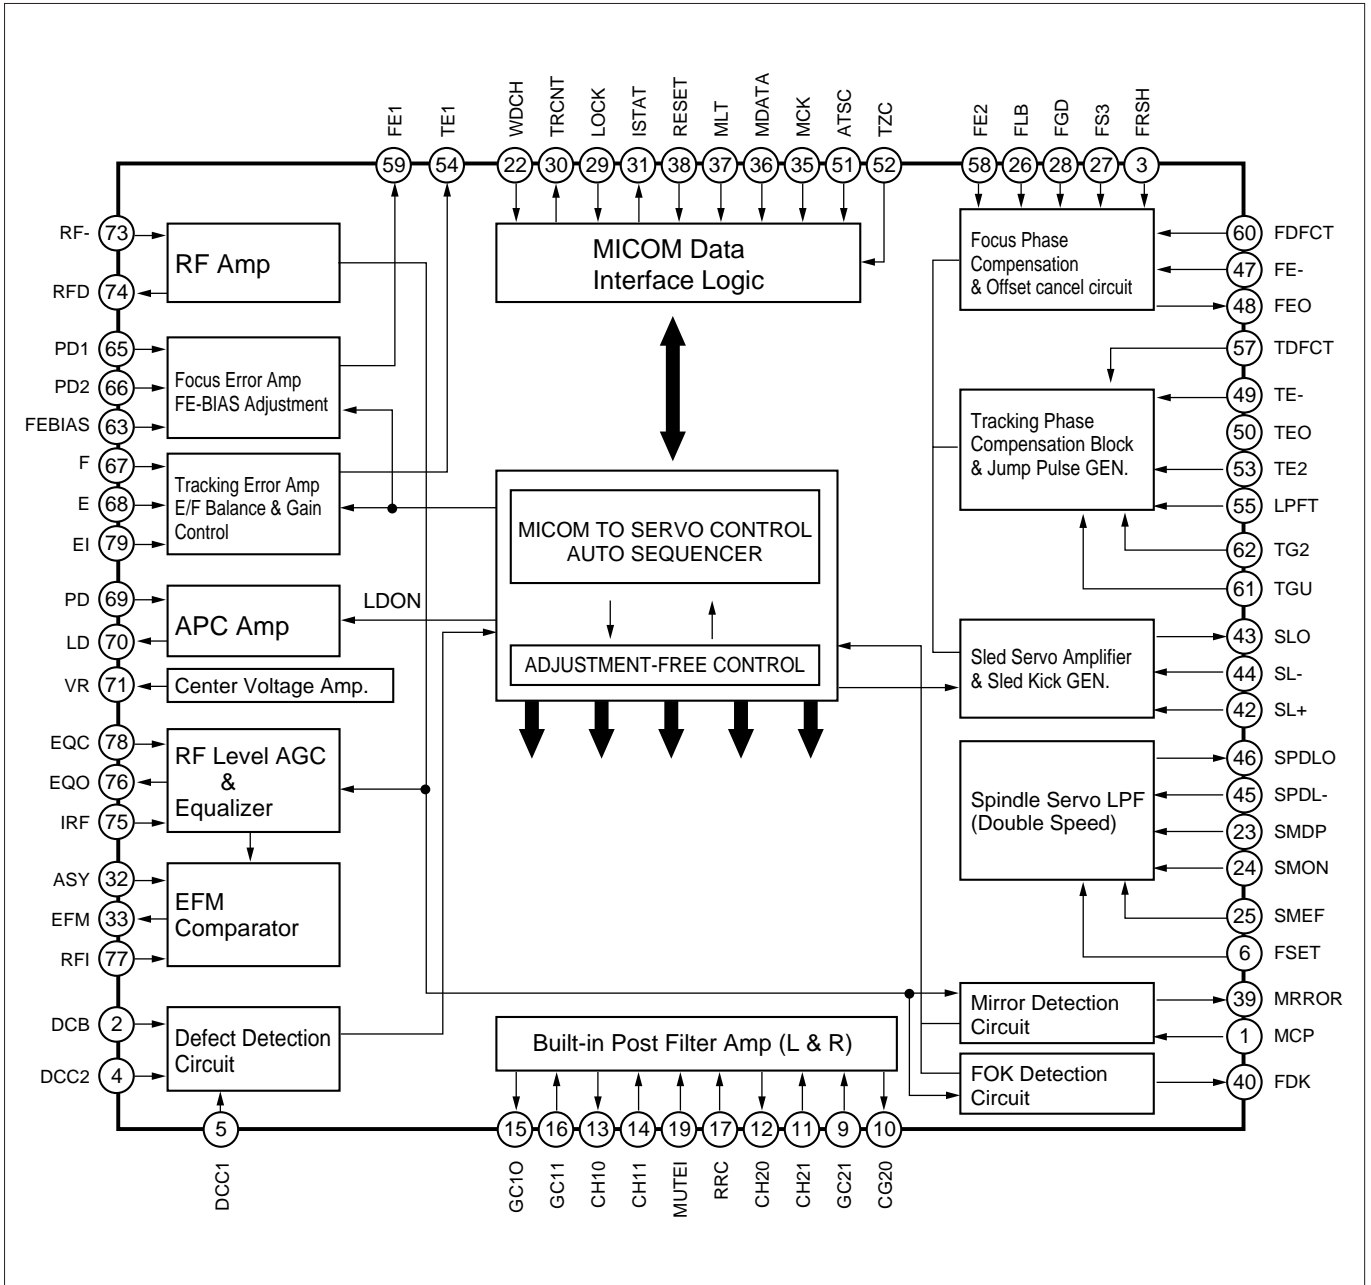 FE1
TE1
WDCH
TRCNT
LOCK
ISTAT
RESET
MLT
MDATA
MCK
ATSC
TZC
FE2
FLB
FGD
FS3
FRSH
59
54
22
30
29
31
38
37
36
35
51
52
58
26
28
27
3
RF- 73
RFD 74
RF Amp
MICOM Data
Interface Logic
Focus Phase
Compensation
& Offset cancel circuit
60 FDFCT
47 FE-
48 FEO
PD1 65
PD2 66
FEBIAS 63
Focus Error Amp
FE-BIAS Adjustment
57 TDFCT
49 TE-
50 TEO
53 TE2
55 LPFT
62 TG2
61 TGU
Tracking Phase
Compensation Block
& Jump Pulse GEN.
F 67
E 68
EI 79
Tracking Error Amp
E/F Balance & Gain
Control
MICOM TO SERVO CONTROL
AUTO SEQUENCER
ADJUSTMENT-FREE CONTROL
PD 69
LD 70
APC Amp
LDON
VR 71
Center Voltage Amp.
Sled Servo Amplifier
& Sled Kick GEN.
43 SLO
44 SL-
42 SL+
EQC 78
EQO 76
IRF 75
RF Level AGC
&
Equalizer
Spindle Servo LPF
(Double Speed)
46 SPDLO
45 SPDL-
23 SMDP
24 SMON
25 SMEF
6 FSET
ASY 32
EFM 33
RFI 77
EFM
Comparator
DCB 2
DCC2 4
Defect Detection
Circuit
Built-in Post Filter Amp (L & R)
Mirror Detection
Circuit
39 MRROR
1 MCP
FOK Detection
Circuit
40 FDK
5
15
16
13
14
19
17
12
11
9
10
DCC1
GC1O
GC11
CH10
CH11
MUTEI
RRC
CH20
CH21
GC21
CG20